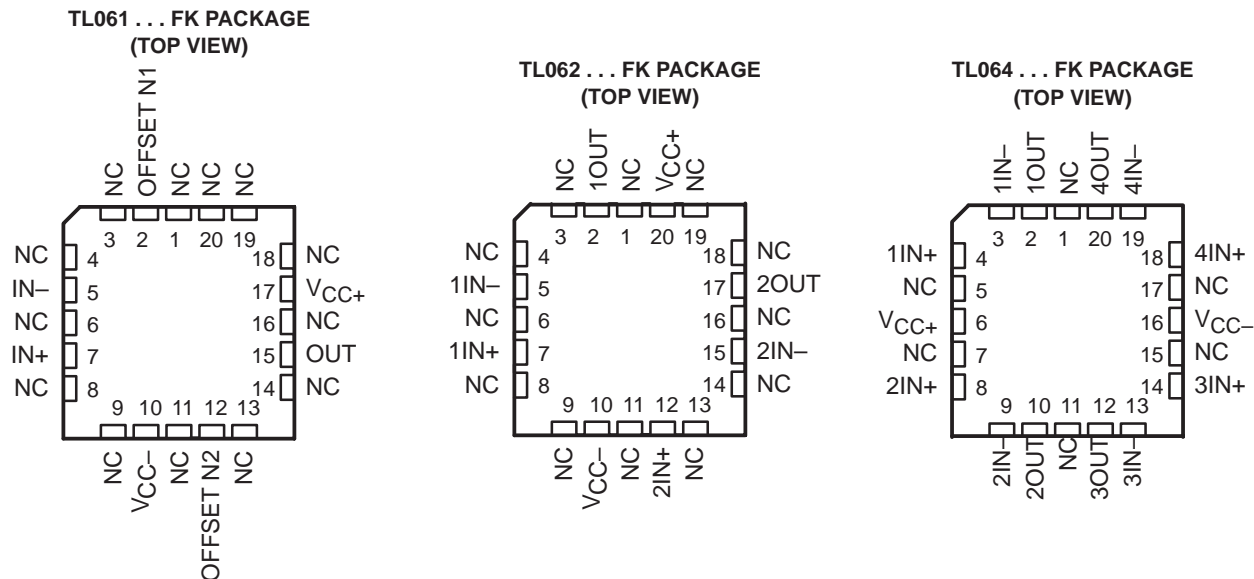 TL061 . . . FK PACKAGE
(TOP VIEW)
NC
OFFSET N1
NC
NC
NC
3 2 1 20 19
NC 4 18 NC
IN– 5 17 VCC+
NC 6 16 NC
IN+ 7 15 OUT
NC 8 14 NC
9 10 11 12 13
NC
VCC–
NC
OFFSET N2
NC
TL062 . . . FK PACKAGE
(TOP VIEW)
NC
1OUT
NC
VCC+
NC
3 2 1 20 19
NC 4 18 NC
1IN– 5 17 2OUT
NC 6 16 NC
1IN+ 7 15 2IN–
NC 8 14 NC
9 10 11 12 13
NC
VCC–
NC
2IN+
NC
TL064 . . . FK PACKAGE
(TOP VIEW)
1IN–
1OUT
NC
4OUT
4IN–
3 2 1 20 19
1IN+ 4 18 4IN+
NC 5 17 NC
VCC+ 6 16 VCC–
NC 7 15 NC
2IN+ 8 14 3IN+
9 10 11 12 13
2IN–
2OUT
NC
3OUT
3IN–